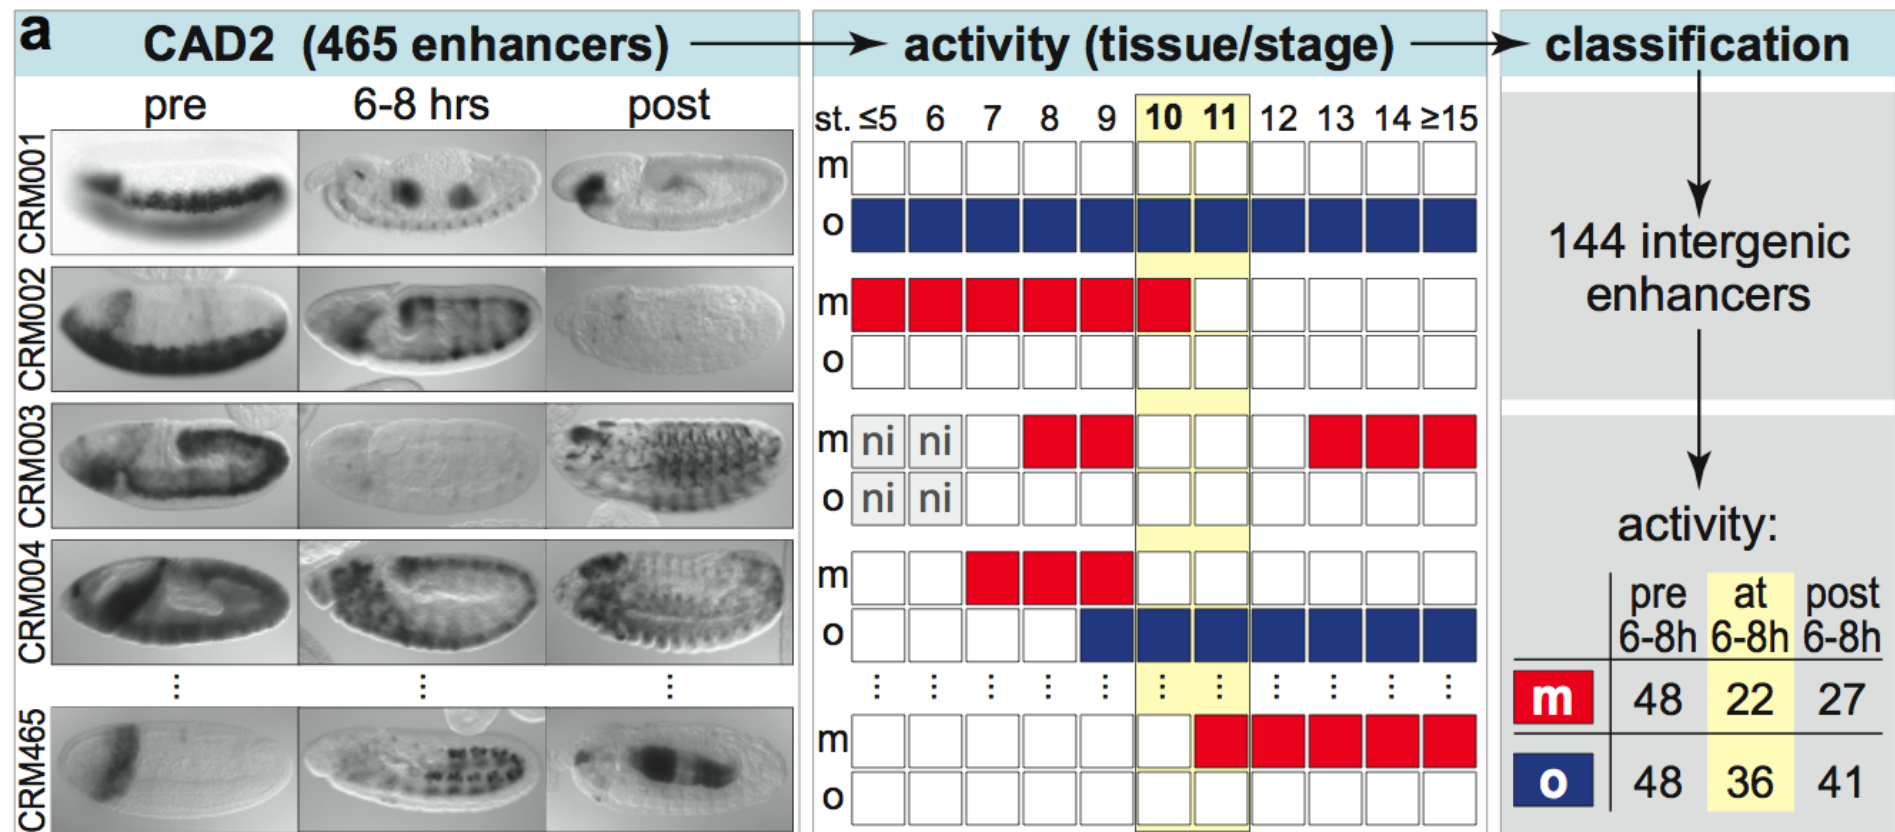 a CAD2 (465 enhancers) activity (tissue/stage) classification
pre 6-8 hrs post
st. ≤5 6 7 8 9 10 11 12 13 14 ≥15
CRM001
m
o
CRM002
m
o
CRM003
m ni ni
o ni ni
CRM004
m
o
⋮ ⋮ ⋮ ⋮ ⋮ ⋮ ⋮ ⋮ ⋮ ⋮ ⋮ ⋮ ⋮ ⋮
CRM465
m
o
144 intergenic
enhancers
activity:
pre at post
6-8h 6-8h 6-8h
m 48 22 27
o 48 36 41